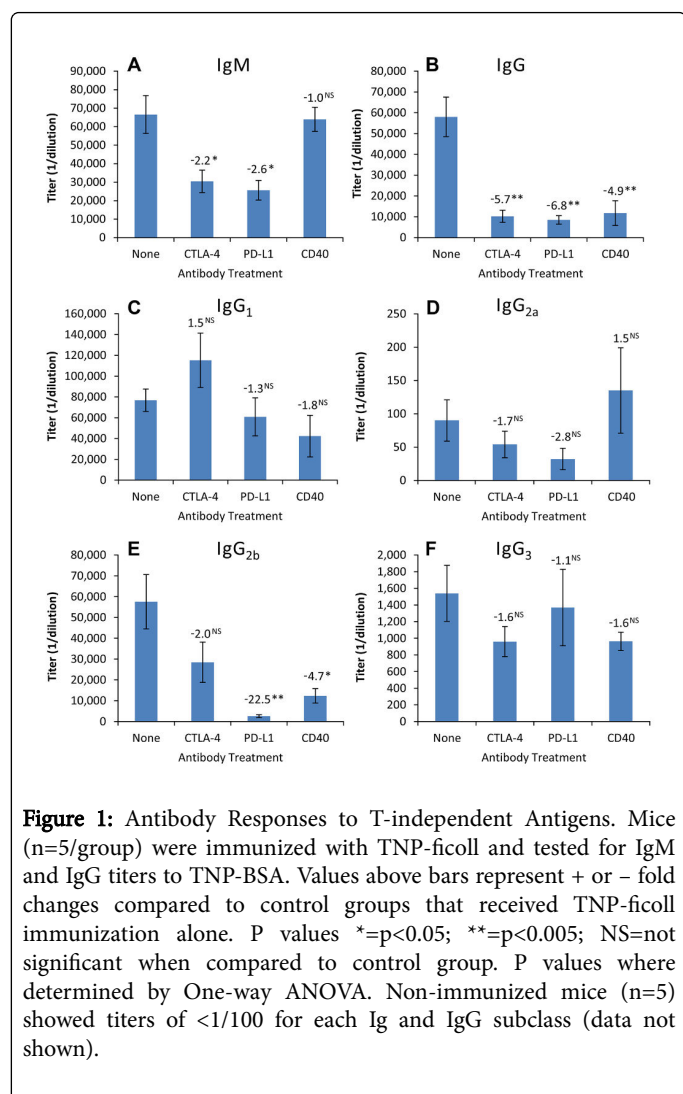 A IgM
80,000
70,000
60,000
50,000
40,000
30,000
20,000
10,000
0
Titer (1/dilution)
-2.2*
-2.6*
-1.0NS
None CTLA-4 PD-L1 CD40
Antibody Treatment
B IgG
80,000
70,000
60,000
50,000
40,000
30,000
20,000
10,000
0
Titer (1/dilution)
-5.7**
-6.8**
-4.9**
None CTLA-4 PD-L1 CD40
Antibody Treatment
C IgG1
160,000
140,000
120,000
100,000
80,000
60,000
40,000
20,000
0
Titer (1/dilution)
1.5NS
-1.3NS
-1.8NS
None CTLA-4 PD-L1 CD40
Antibody Treatment
D IgG2a
250
200
150
100
50
0
Titer (1/dilution)
-1.7NS
-2.8NS
1.5NS
None CTLA-4 PD-L1 CD40
Antibody Treatment
E IgG2b
80,000
70,000
60,000
50,000
40,000
30,000
20,000
10,000
0
Titer (1/dilution)
-2.0NS
-22.5**
-4.7*
None CTLA-4 PD-L1 CD40
Antibody Treatment
F IgG3
2,000
1,800
1,600
1,400
1,200
1,000
800
600
400
200
0
Titer (1/dilution)
-1.6NS
-1.1NS
-1.6NS
None CTLA-4 PD-L1 CD40
Antibody Treatment
Figure 1: Antibody Responses to T-independent Antigens. Mice
(n=5/group) were immunized with TNP-ficoll and tested for IgM
and IgG titers to TNP-BSA. Values above bars represent + or – fold
changes compared to control groups that received TNP-ficoll
immunization alone. P values *=p<0.05; **=p<0.005; NS=not
significant when compared to control group. P values where
determined by One-way ANOVA. Non-immunized mice (n=5)
showed titers of <1/100 for each Ig and IgG subclass (data not
shown).